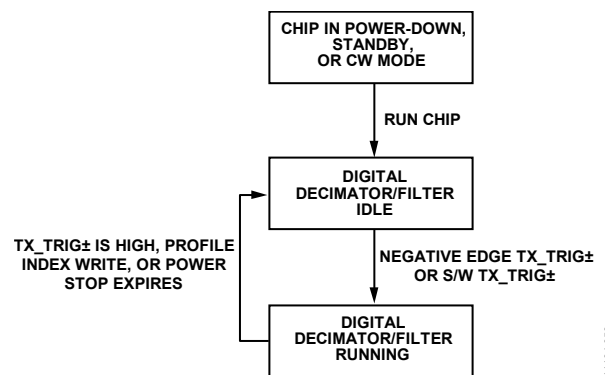 CHIP IN POWER-DOWN,
STANDBY,
OR CW MODE
RUN CHIP
DIGITAL
DECIMATOR/FILTER
IDLE
TX_TRIG± IS HIGH, PROFILE
INDEX WRITE, OR POWER
STOP EXPIRES
NEGATIVE EDGE TX_TRIG±
OR S/W TX_TRIG±
DIGITAL
DECIMATOR/FILTER
RUNNING